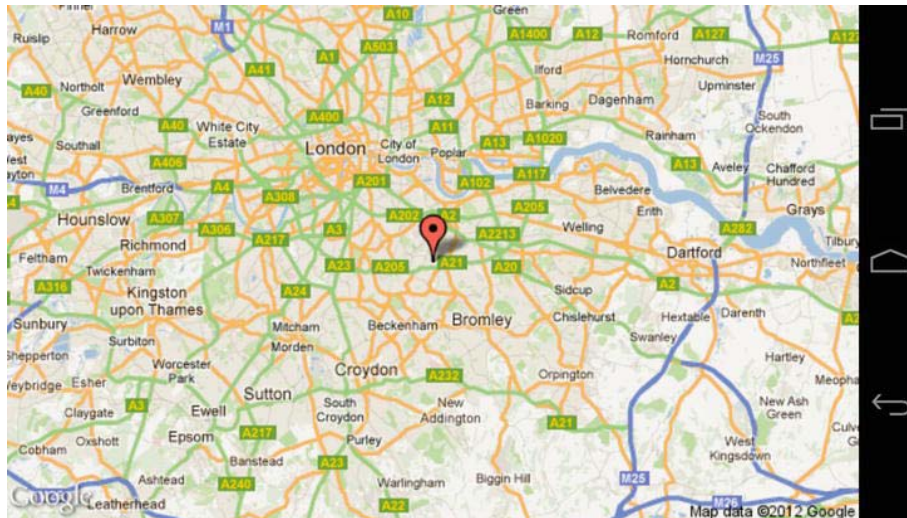 Pinner Harrow M1 A10 Green
Ruislip A503 A1400 A12 Romford A127 M25 A127
A41 A1 Hornchurch
A40 Northolt Wembley Ilford Upminster
A12 Dagenham
Greenford A400 Barking South
A40 White City A11 A13 A1020 Ockendon
Southall Estate City of Poplar Rainham
London London A13 Aveley Chafford
A406 A117 Hundred
M4 Brentford A4 A201 A102 Belvedere
A308 Erith
Hounslow A307 A202 A2 A205 Welling Grays
Richmond A306 A217 A3 A2213 A282 Tilbury
Feltham A23 A205 A21 A20 Dartford Northfleet
Twickenham A2
A316 Kingston A24 Sidcup
upon Thames Bromley Chislehurst Hextable Darenth
Sunbury Mitcham Beckenham Swanley
Surbiton Morden
Shepperton Worcester Hartley
Weybridge Esher Park Croydon A232 Orpington Meopha
Sutton
Claygate A3 Ewell South New A21 New Ash
Croydon Addington Green
Cobham Oxshott Epsom A217 Purley West
Banstead A23 Kingsdown
Ashtead Warlingham Biggin Hill M25
A240
Google Leatherhead A22 M26
Map data ©2012 Google